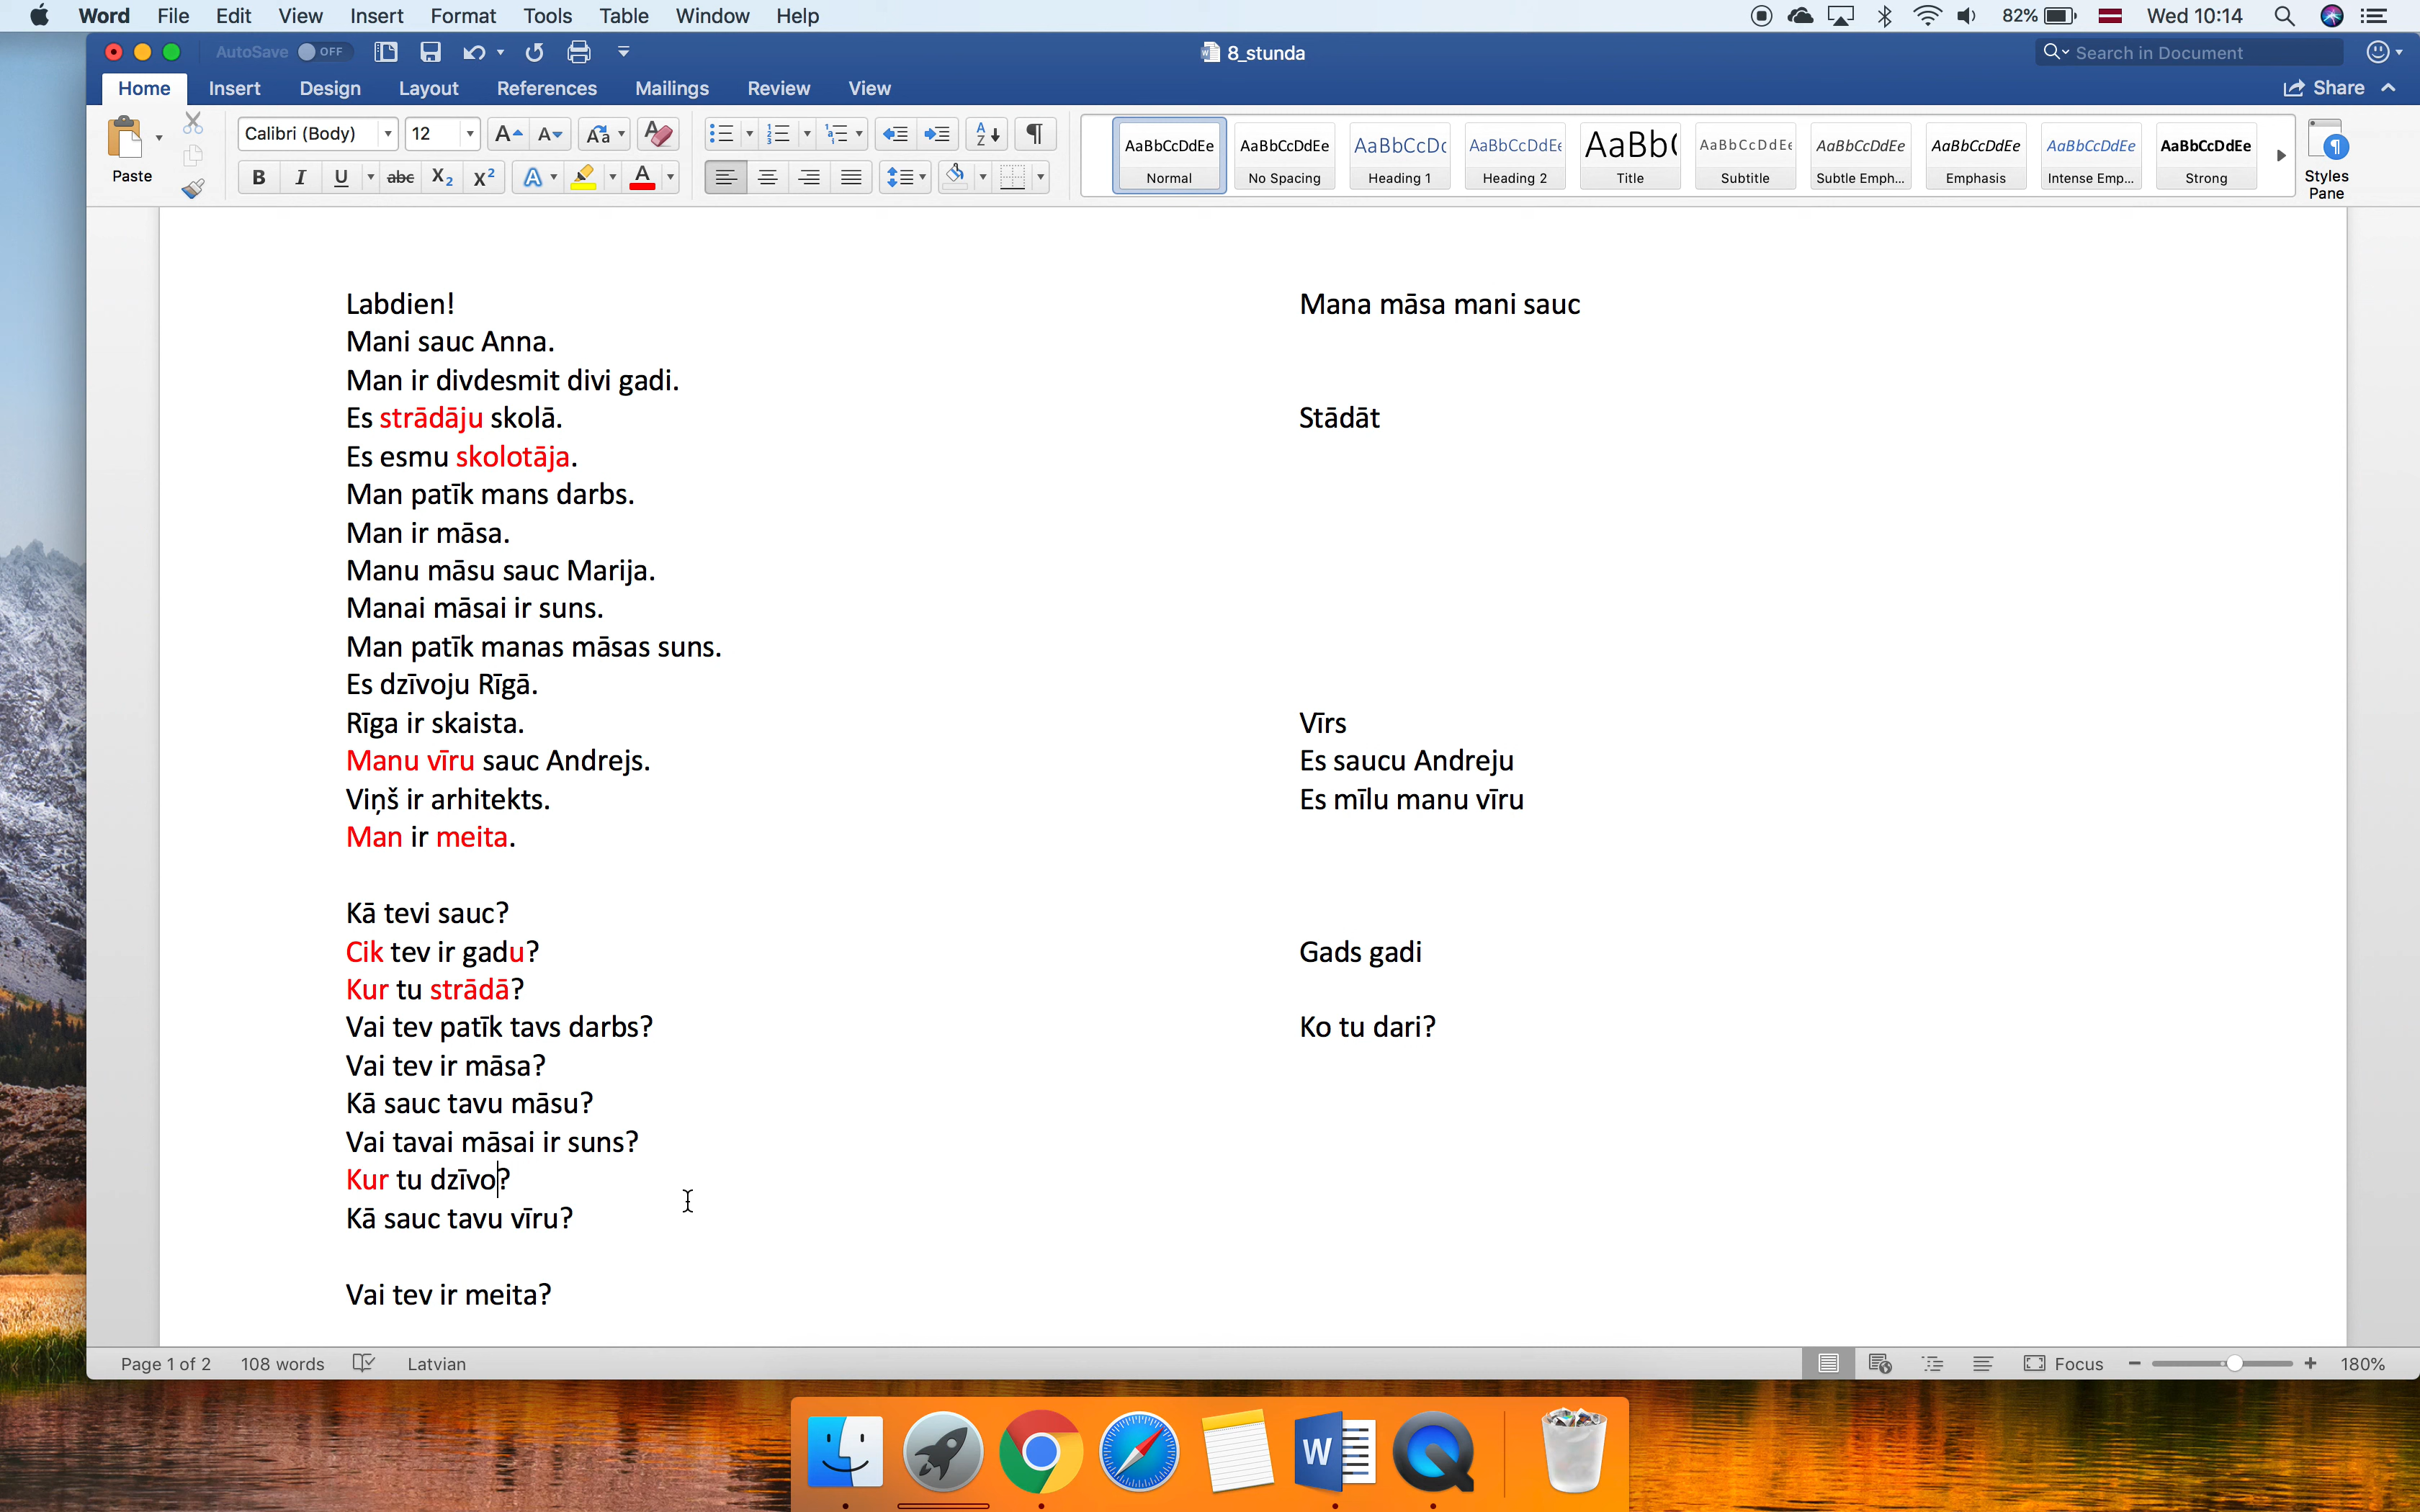 Word File Edit View Insert Format Tools Table Window Help 82% Wed 10:14
AutoSave OFF 8_stunda Search in Document
Home Insert Design Layout References Mailings Review View Share
Calibri (Body) 12
AaBbCcDdEe AaBbCcDdEe AaBbCcDc AaBbCcDdEe AaBb( AaBbCcDdEe AaBbCcDdEe AaBbCcDdEe AaBbCcDdEe AaBbCcDdEe
Paste Normal No Spacing Heading 1 Heading 2 Title Subtitle Subtle Emph... Emphasis Intense Emp... Strong Styles Pane
Labdien! Mana māsa mani sauc
Mani sauc Anna.
Man ir divdesmit divi gadi.
Es strādāju skolā. Stādāt
Es esmu skolotāja.
Man patīk mans darbs.
Man ir māsa.
Manu māsu sauc Marija.
Manai māsai ir suns.
Man patīk manas māsas suns.
Es dzīvoju Rīgā.
Rīga ir skaista. Vīrs
Manu vīru sauc Andrejs. Es saucu Andreju
Viņš ir arhitekts. Es mīlu manu vīru
Man ir meita.
Kā tevi sauc?
Cik tev ir gadu? Gads gadi
Kur tu strādā?
Vai tev patīk tavs darbs? Ko tu dari?
Vai tev ir māsa?
Kā sauc tavu māsu?
Vai tavai māsai ir suns?
Kur tu dzīvo?
Kā sauc tavu vīru?
Vai tev ir meita?
Page 1 of 2 108 words Latvian Focus 180%